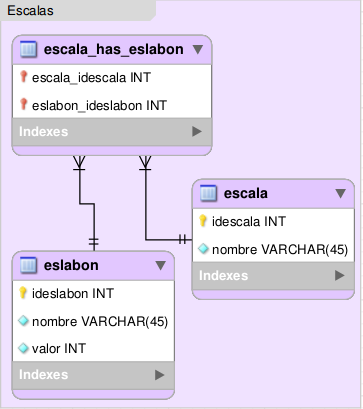 Escalas
escala_has_eslabon
escala_idescala INT
eslabon_ideslabon INT
Indexes
escala
idescala INT
nombre VARCHAR(45)
Indexes
eslabon
ideslabon INT
nombre VARCHAR(45)
valor INT
Indexes